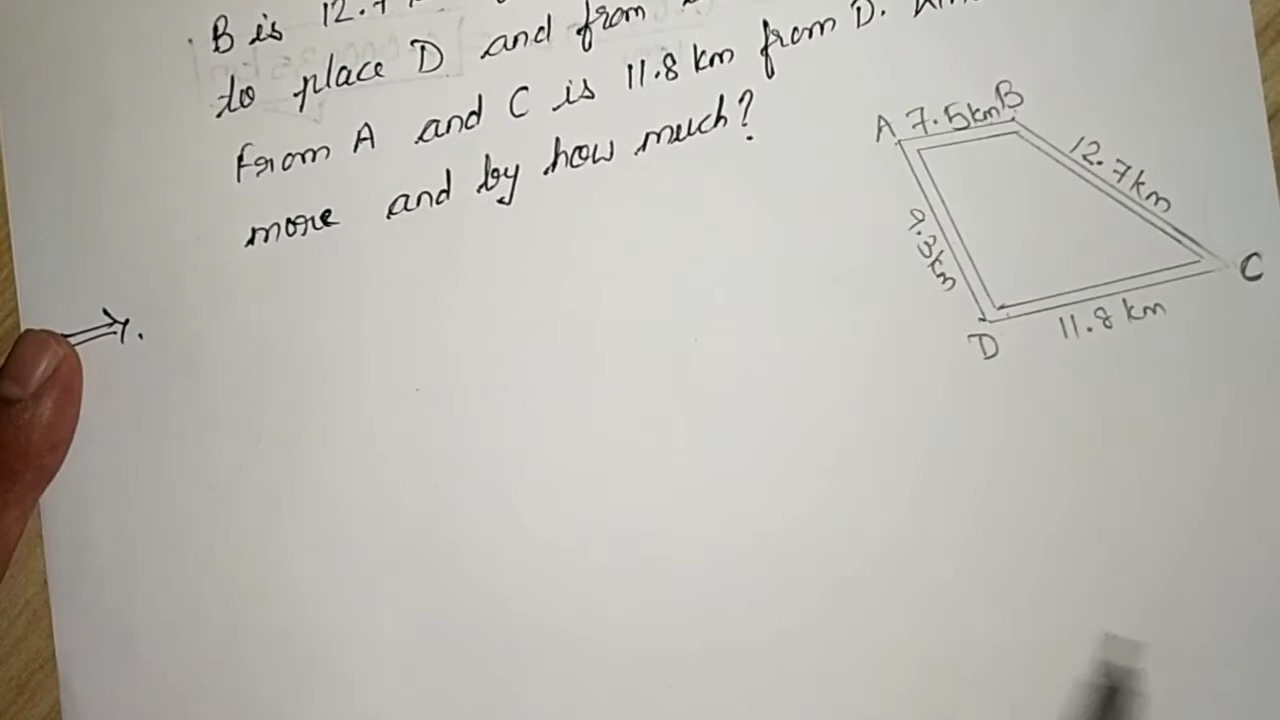 B is 12.7
to place D and from
From A and C is 11.8 km from D.
more and by how much?
A 7.5km B
12.7km
9.3km
C
11.8 km
D